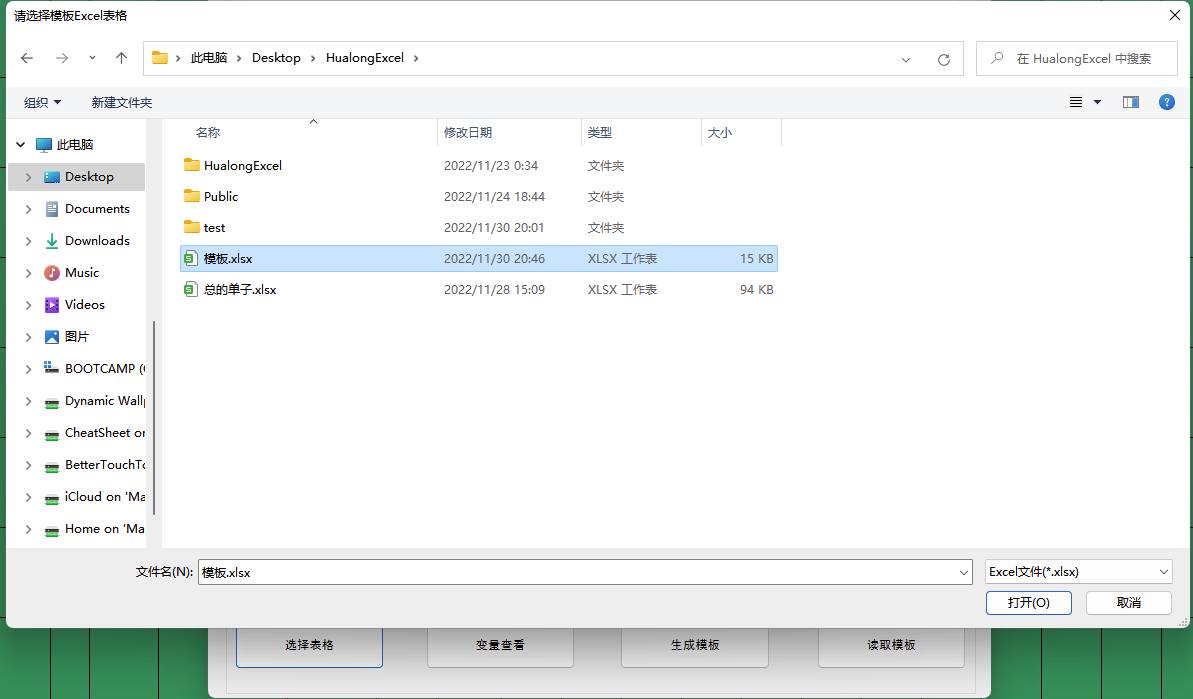 请选择模板Excel表格
此电脑 Desktop HualongExcel
在 HualongExcel 中搜索
组织 新建文件夹
名称 修改日期 类型 大小
此电脑
Desktop
Documents
Downloads
Music
Videos
图片
BOOTCAMP (
Dynamic Wallp
CheatSheet on
BetterTouchTo
iCloud on 'Ma
Home on 'Ma
HualongExcel 2022/11/23 0:34 文件夹
Public 2022/11/24 18:44 文件夹
test 2022/11/30 20:01 文件夹
模板.xlsx 2022/11/30 20:46 XLSX 工作表 15 KB
总的单子.xlsx 2022/11/28 15:09 XLSX 工作表 94 KB
文件名(N): 模板.xlsx Excel文件(*.xlsx)
打开(O) 取消
选择表格 变量查看 生成模板 读取模板